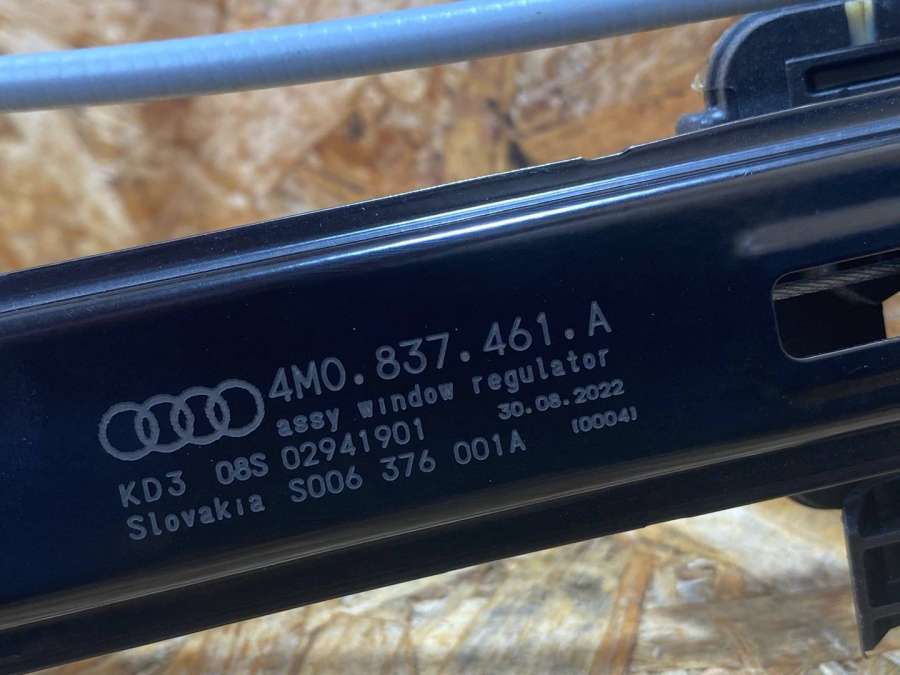 4M0.837.461.A
assy window regulator
30.08.2022
KD3 08S 02941901
(0004)
Slovakia S006 376 001A